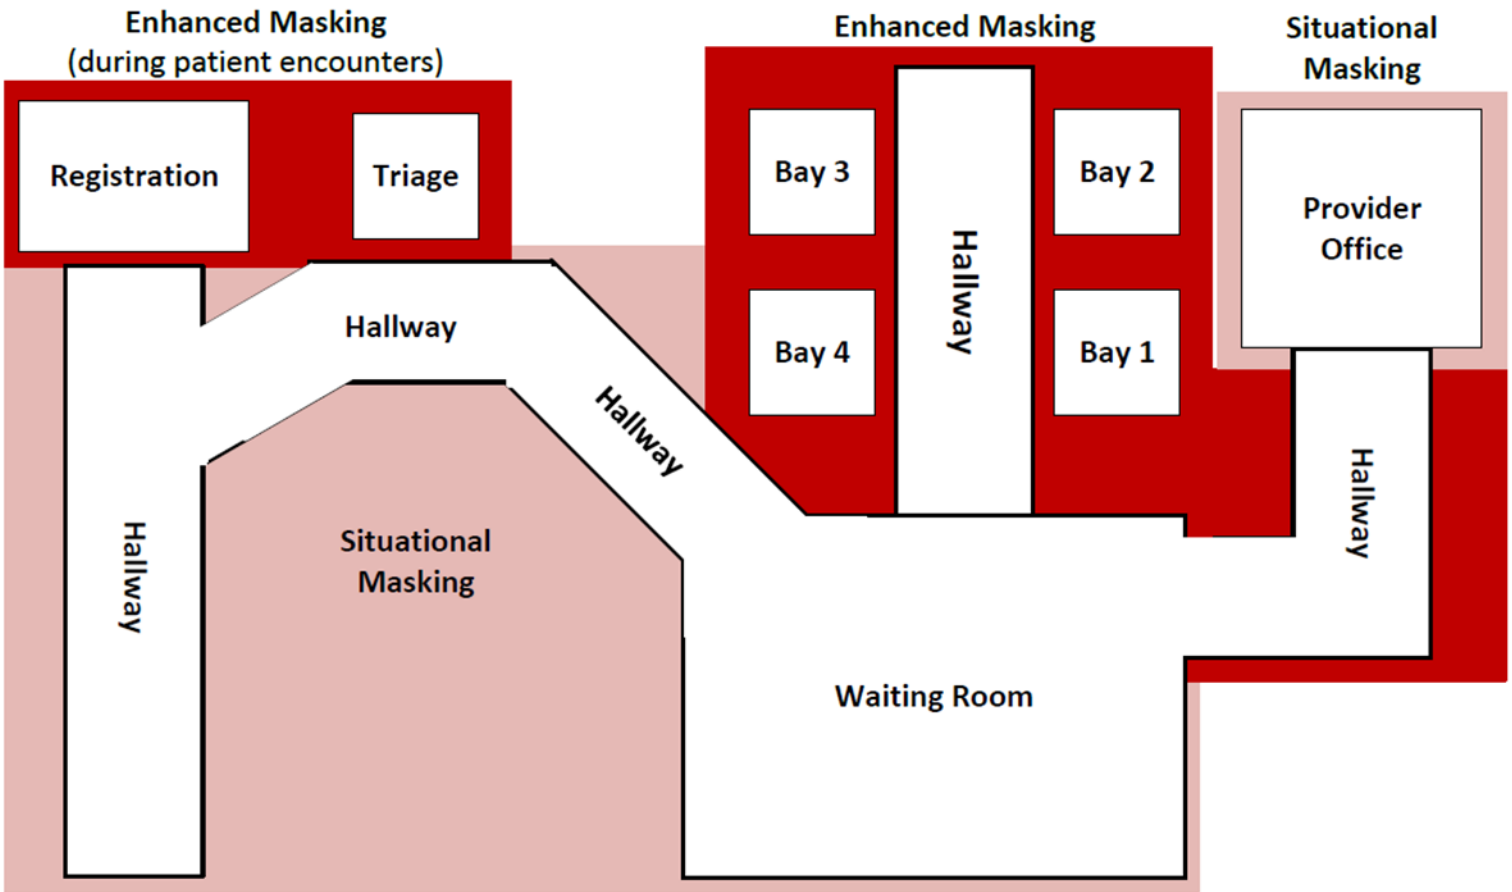 Enhanced Masking
(during patient encounters)
Enhanced Masking
Situational
Masking
Registration
Triage
Bay 3
Bay 2
Provider
Office
Hallway
Bay 4
Bay 1
Hallway
Hallway
Hallway
Hallway
Situational
Masking
Waiting Room